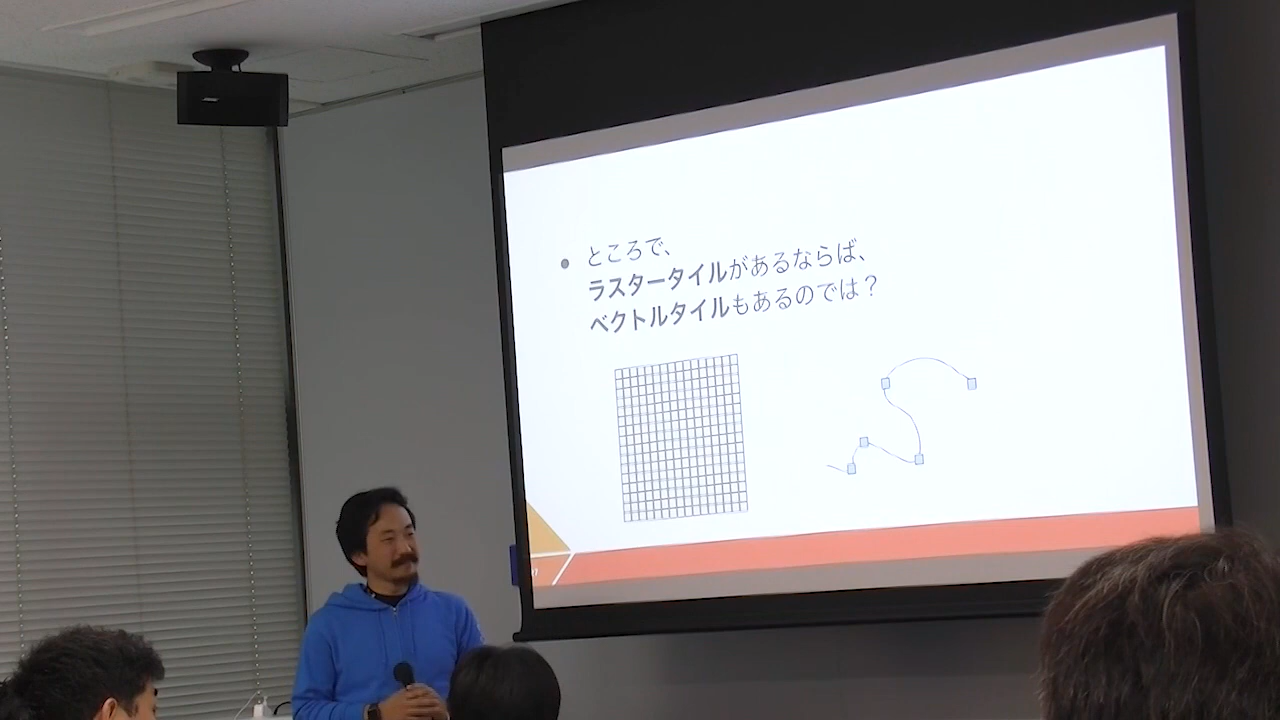 ところで、
ラスタータイルがあるならば、
ベクトルタイルもあるのでは？